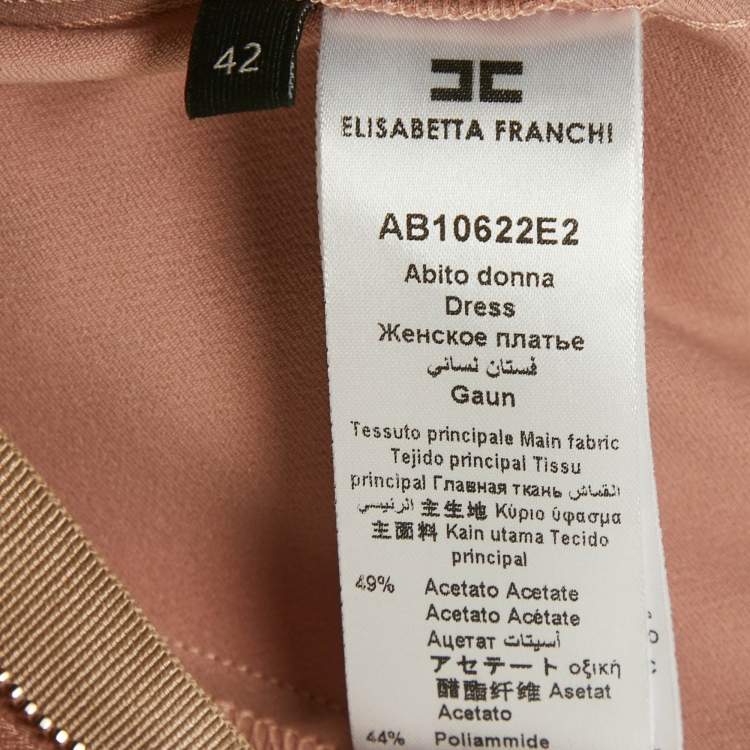 42
ELISABETTA FRANCHI
AB10622E2
Abito donna
Dress
Женское платье
فستان نسائي
Gaun
Tessuto principale Main fabric
Tejido principal Tissu
principal Главная ткань القماش
الرئيسي 主生地 Κύριο ύφασμα
主面料 Kain utama Tecido
principal
49% Acetato Acetate
Acetato Acétate
Ацетат أسيتات
アセテート οξική
醋酯纤维 Asetat
Acetato
44% Poliammide